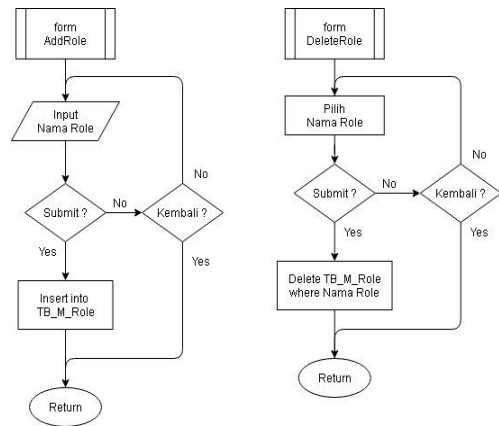 form
AddRole
Input
Nama Role
No
Submit ?
No
Kembali ?
Yes
Yes
Insert into
TB_M_Role
Return
form
DeleteRole
Pilih
Nama Role
No
Submit ?
No
Kembali ?
Yes
Yes
Delete TB_M_Role
where Nama Role
Return